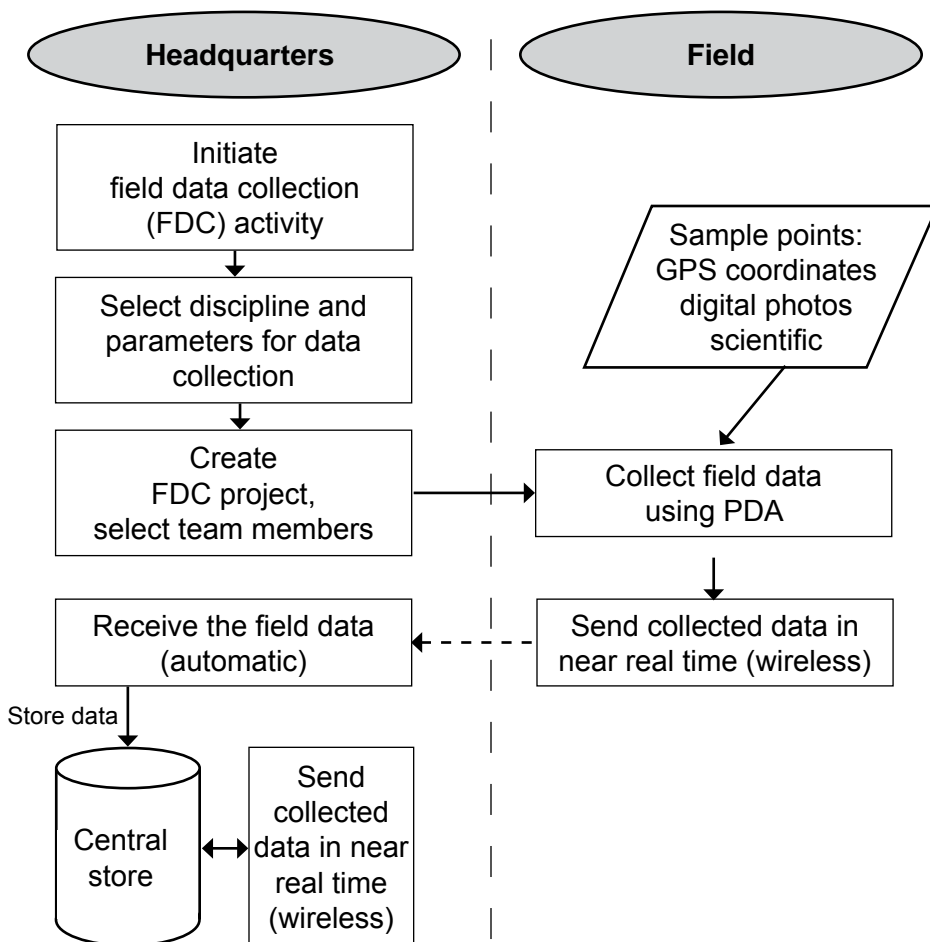 Headquarters
Field
Initiate
field data collection
(FDC) activity
Select discipline and
parameters for data
collection
Create
FDC project,
select team members
Sample points:
GPS coordinates
digital photos
scientific
Collect field data
using PDA
Send collected data in
near real time (wireless)
Receive the field data
(automatic)
Store data
Central
store
Send
collected
data in near
real time
(wireless)